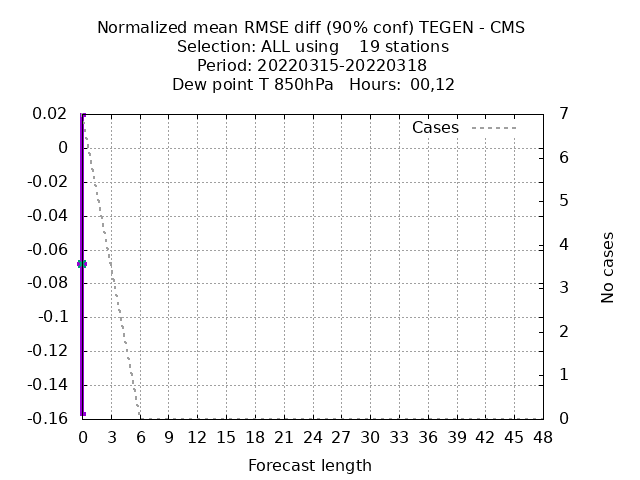 Normalized mean RMSE diff (90% conf) TEGEN - CMS
Selection: ALL using    19 stations
Period: 20220315-20220318
Dew point T 850hPa   Hours:  00,12
0.02
0
-0.02
-0.04
-0.06
-0.08
-0.1
-0.12
-0.14
-0.16
Cases
7
6
5
4
3
2
1
0
No cases
0 3 6 9 12 15 18 21 24 27 30 33 36 39 42 45 48
Forecast length